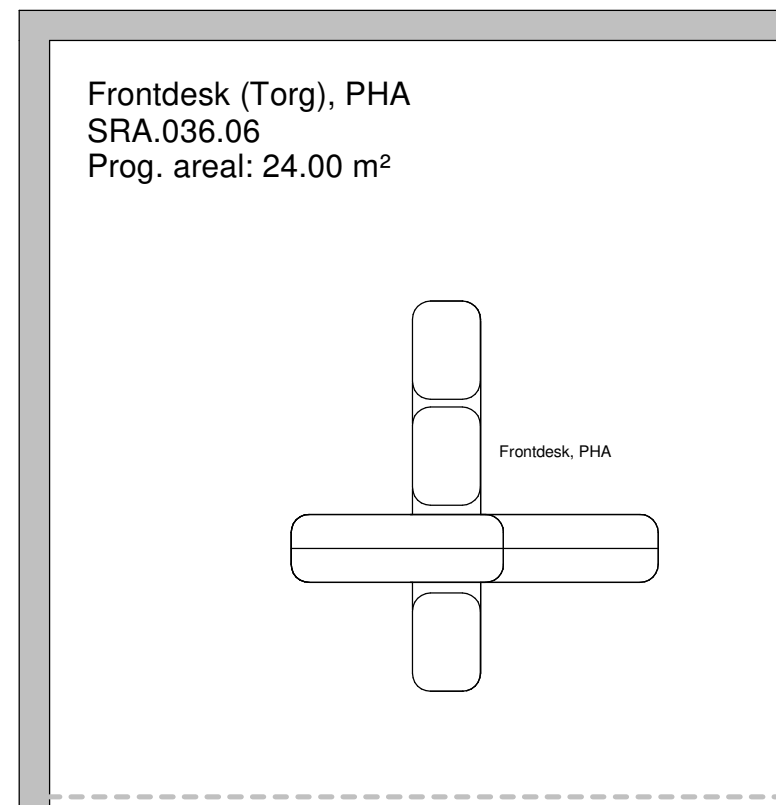 Frontdesk (Torg), PHA
SRA.036.06
Prog. areal: 24.00 m²
Frontdesk, PHA